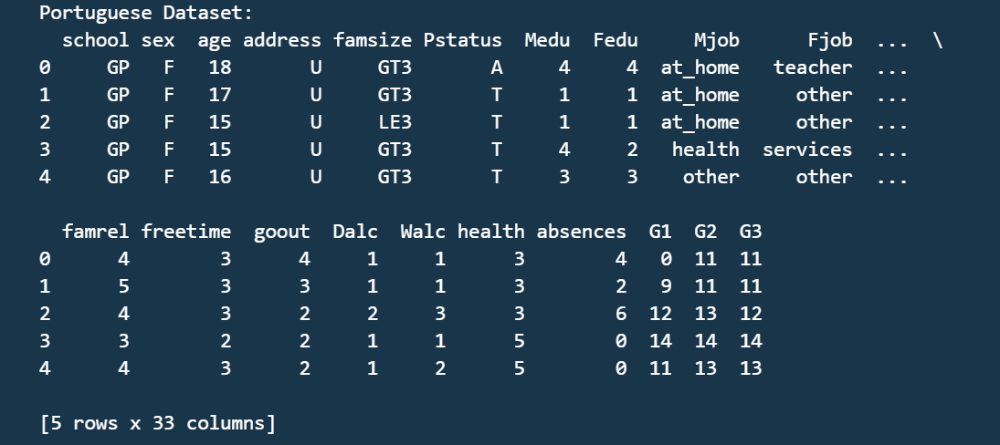 Portuguese Dataset:
  school sex  age address famsize Pstatus  Medu  Fedu     Mjob      Fjob  ...  \
0     GP   F   18       U     GT3       A     4     4  at_home   teacher  ...
1     GP   F   17       U     GT3       T     1     1  at_home     other  ...
2     GP   F   15       U     LE3       T     1     1  at_home     other  ...
3     GP   F   15       U     GT3       T     4     2   health  services  ...
4     GP   F   16       U     GT3       T     3     3    other     other  ...
  famrel freetime  goout  Dalc  Walc health absences  G1  G2  G3
0      4        3      4     1     1      3        4   0  11  11
1      5        3      3     1     1      3        2   9  11  11
2      4        3      2     2     3      3        6  12  13  12
3      3        2      2     1     1      5        0  14  14  14
4      4        3      2     1     2      5        0  11  13  13
[5 rows x 33 columns]